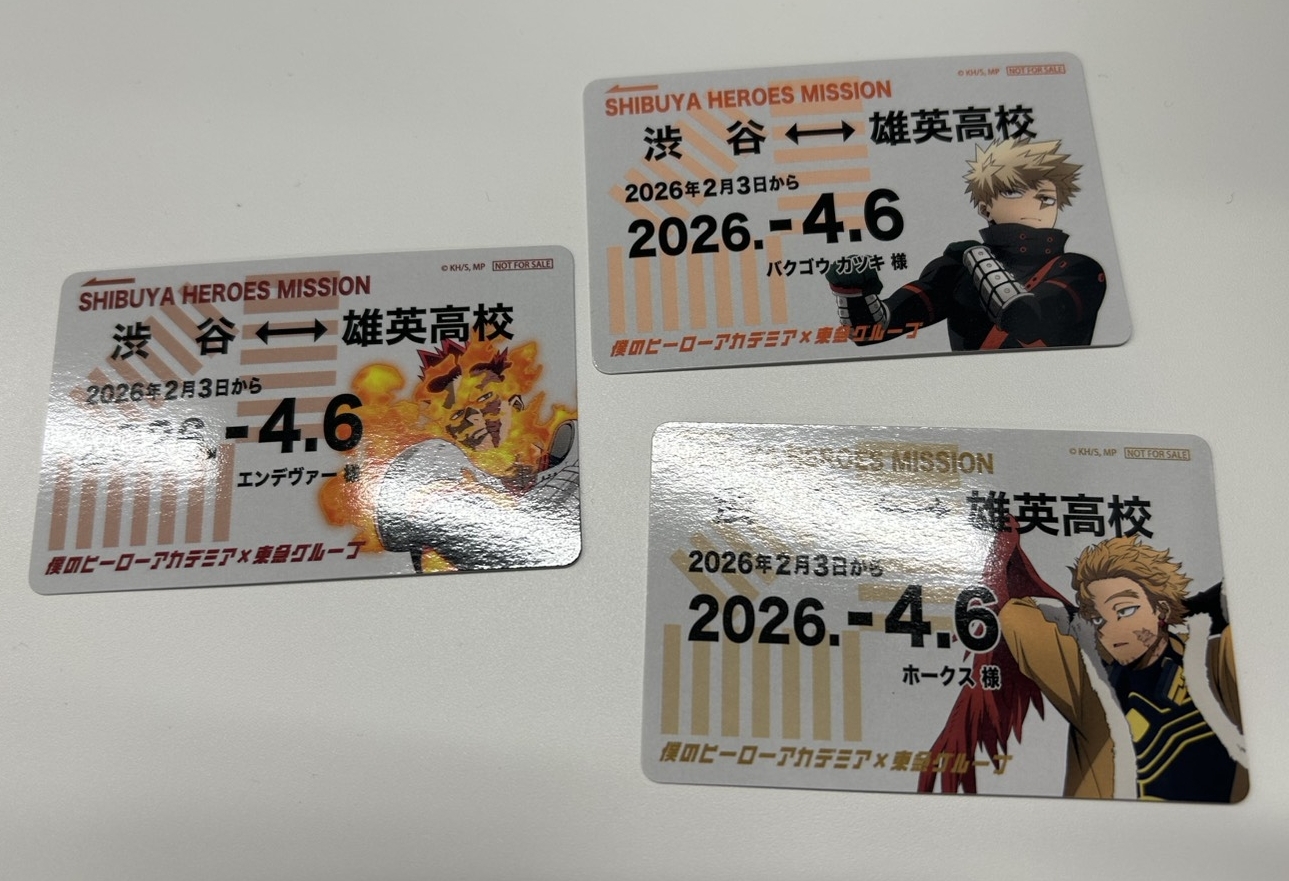 SHIBUYA HEROES MISSION
© KH/S, MP NOT FOR SALE
渋 谷 ↔ 雄英高校
2026年2月3日から
2026.-4.6
バクゴウ カツキ 様
僕のヒーローアカデミア×東急グループ
SHIBUYA HEROES MISSION
© KH/S, MP NOT FOR SALE
渋 谷 ↔ 雄英高校
2026年2月3日から
-4.6
エンデヴァー 様
僕のヒーローアカデミア×東急グループ
HEROES MISSION
© KH/S, MP NOT FOR SALE
雄英高校
2026年2月3日から
2026.-4.6
ホークス 様
僕のヒーローアカデミア×東急グループ